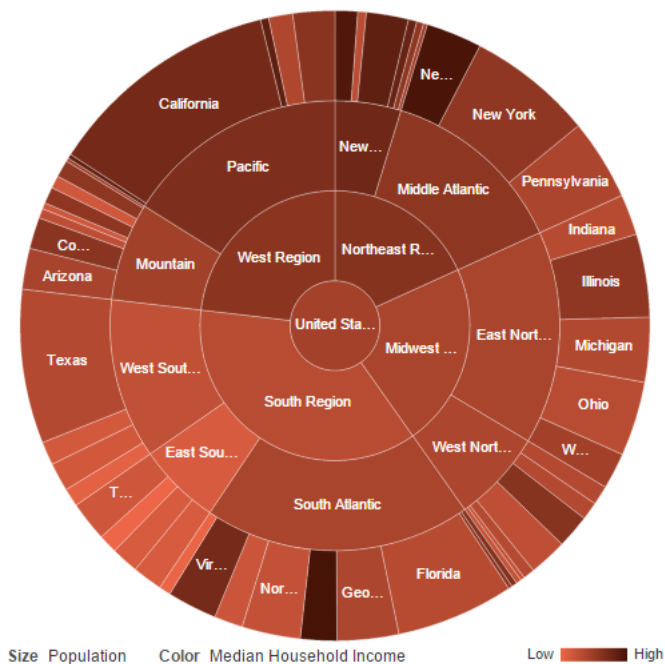 California
Ne...
New York
Pacific
New...
Middle Atlantic
Pennsylvania
Indiana
Co...
Mountain
West Region
Northeast R...
Illinois
Arizona
United Sta...
Midwest ...
East Nort...
Michigan
Texas
West Sout...
South Region
Ohio
East Sou...
West Nort...
W...
T...
South Atlantic
Vir...
Nor...
Geo...
Florida
Size Population Color Median Household Income Low High